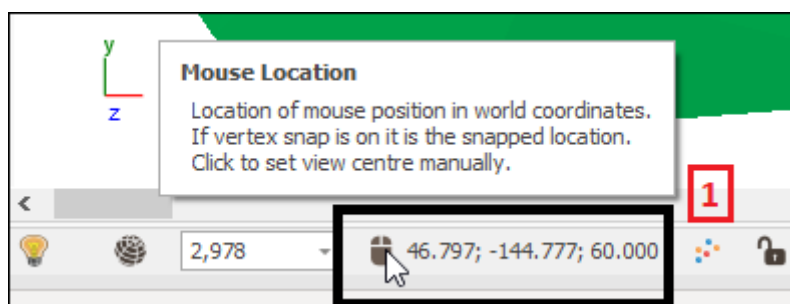 y
z
Mouse Location
Location of mouse position in world coordinates.
If vertex snap is on it is the snapped location.
Click to set view centre manually.
1
2,978
46.797; -144.777; 60.000